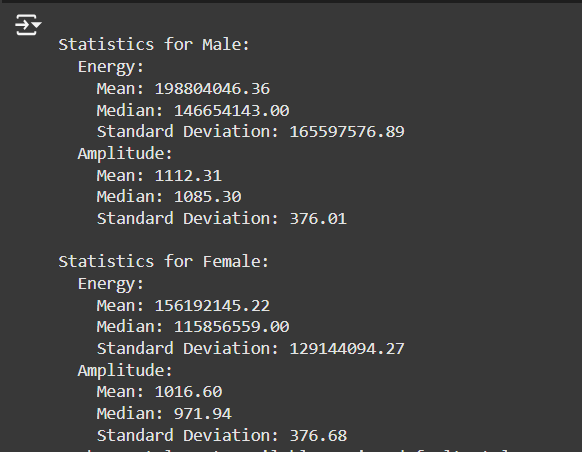 Statistics for Male:
Energy:
Mean: 198804046.36
Median: 146654143.00
Standard Deviation: 165597576.89
Amplitude:
Mean: 1112.31
Median: 1085.30
Standard Deviation: 376.01
Statistics for Female:
Energy:
Mean: 156192145.22
Median: 115856559.00
Standard Deviation: 129144094.27
Amplitude:
Mean: 1016.60
Median: 971.94
Standard Deviation: 376.68